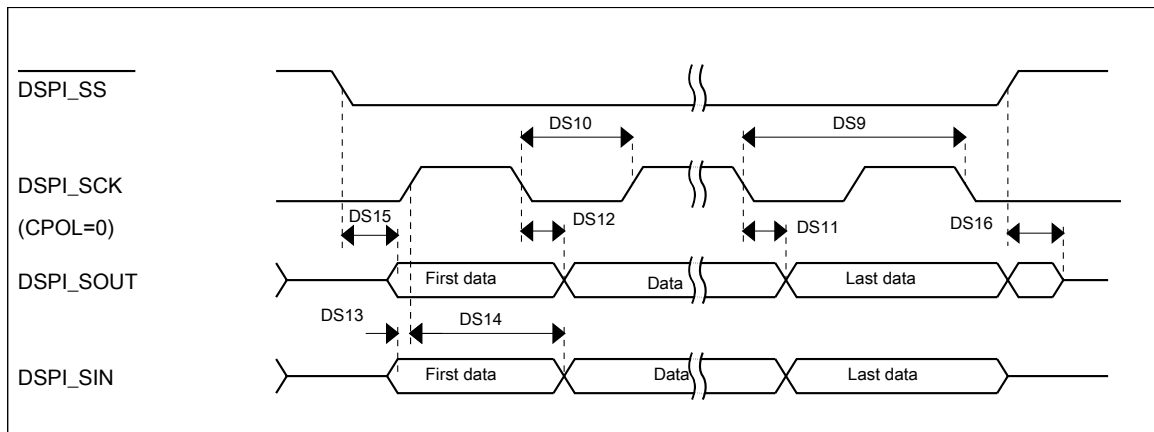 DSPI_SS
DS10
DS9
DSPI_SCK
(CPOL=0)
DS15
DS12
DS11
DS16
DSPI_SOUT
First data
Data
Last data
DS13
DS14
DSPI_SIN
First data
Data
Last data